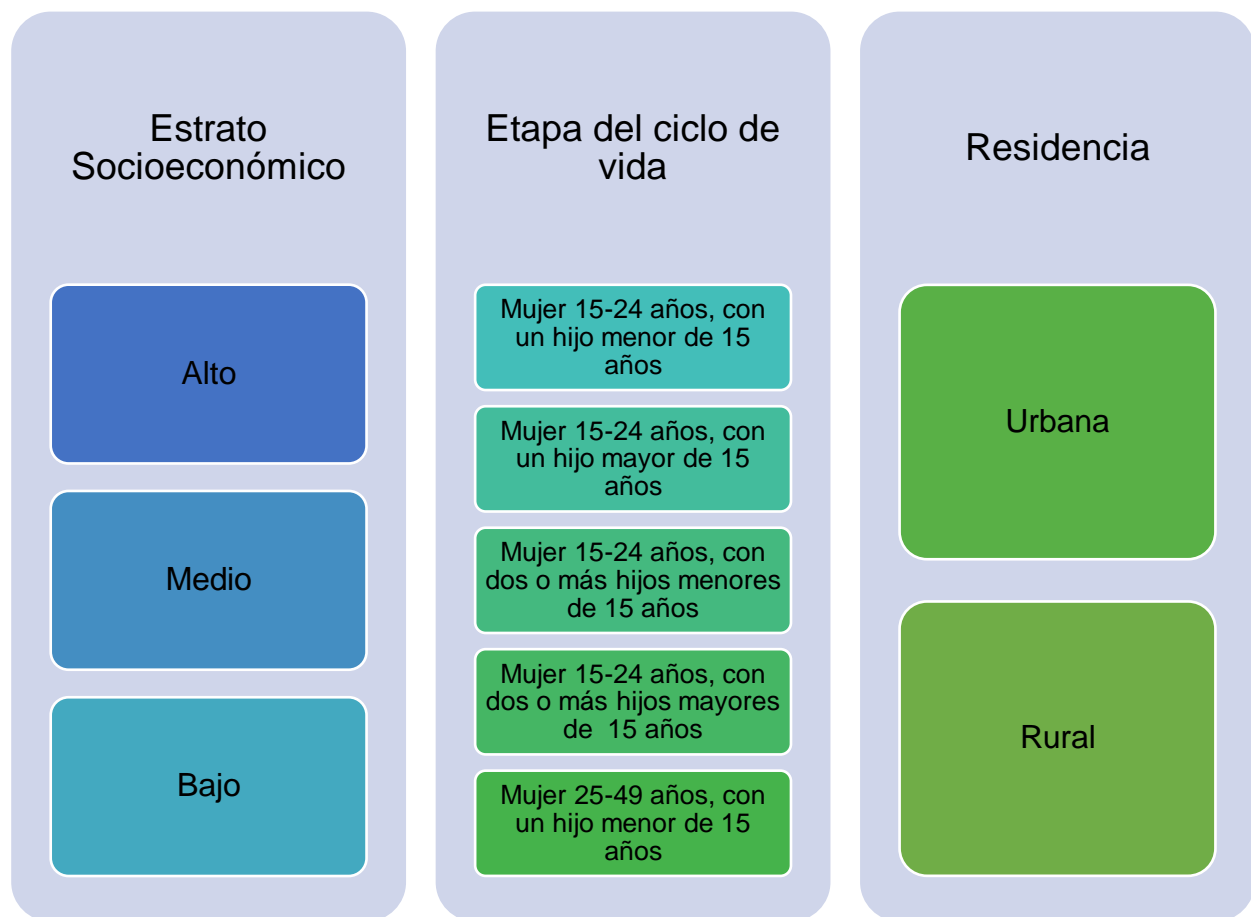 Estrato
Socioeconómico
Alto
Medio
Bajo
Etapa del ciclo de
vida
Mujer 15-24 años, con
un hijo menor de 15
años
Mujer 15-24 años, con
un hijo mayor de 15
años
Mujer 15-24 años, con
dos o más hijos menores
de 15 años
Mujer 15-24 años, con
dos o más hijos mayores
de 15 años
Mujer 25-49 años, con
un hijo menor de 15
años
Residencia
Urbana
Rural